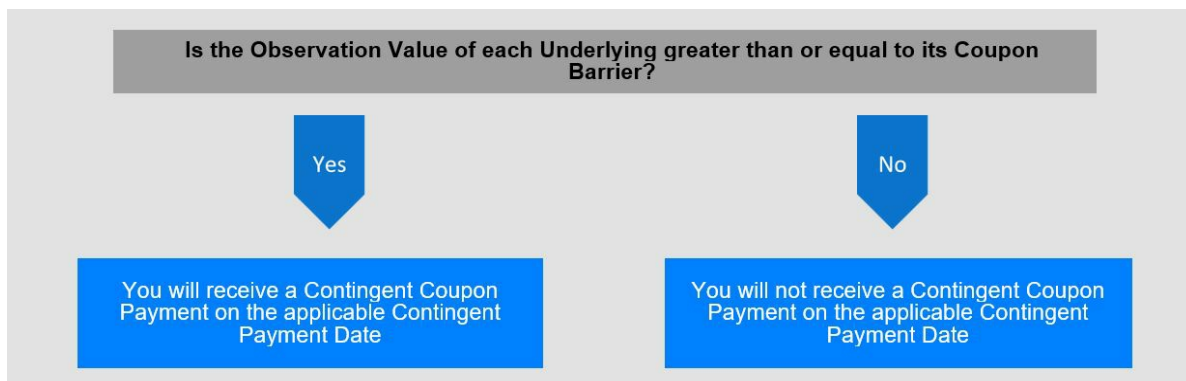 Is the Observation Value of each Underlying greater than or equal to its Coupon
Barrier?
Yes
No
You will receive a Contingent Coupon
Payment on the applicable Contingent
Payment Date
You will not receive a Contingent Coupon
Payment on the applicable Contingent
Payment Date